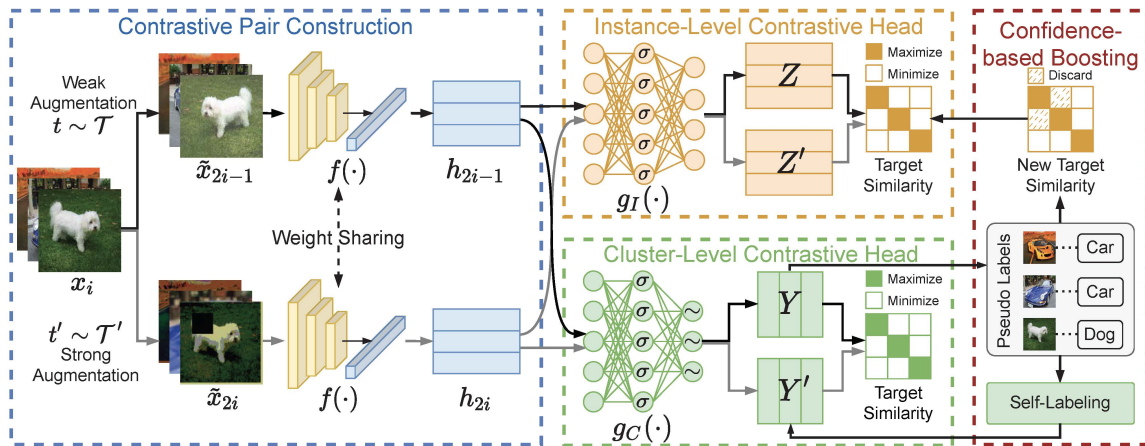 Contrastive Pair Construction
Weak
Augmentation
t ∼ 𝒯
x̃₂ᵢ₋₁
f(·)
h₂ᵢ₋₁
xᵢ
Weight Sharing
t′ ∼ 𝒯′
Strong
Augmentation
x̃₂ᵢ
f(·)
h₂ᵢ
Instance-Level Contrastive Head
σ
σ
σ
σ
σ
g_I(·)
Z
Z′
Maximize
Minimize
Target
Similarity
Cluster-Level Contrastive Head
σ
σ
σ
σ
σ
∼
∼
∼
g_C(·)
Y
Y′
Maximize
Minimize
Target
Similarity
Confidence-
based Boosting
Discard
New Target
Similarity
Pseudo Labels
Car
Car
Dog
Self-Labeling